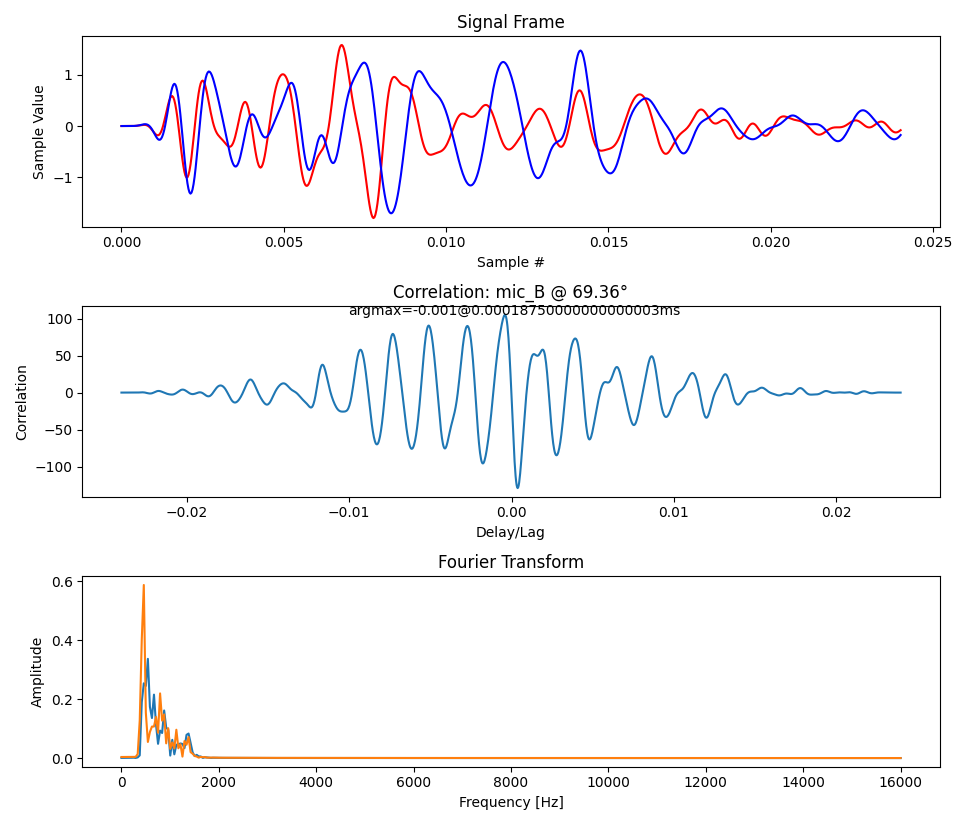 Signal Frame
1
0
−1
Sample Value
0.000 0.005 0.010 0.015 0.020 0.025
Sample #
Correlation: mic_B @ 69.36°
argmax=-0.001@0.00018750000000000003ms
100
50
0
−50
−100
Correlation
−0.02 −0.01 0.00 0.01 0.02
Delay/Lag
Fourier Transform
0.6
0.4
0.2
0.0
Amplitude
0 2000 4000 6000 8000 10000 12000 14000 16000
Frequency [Hz]